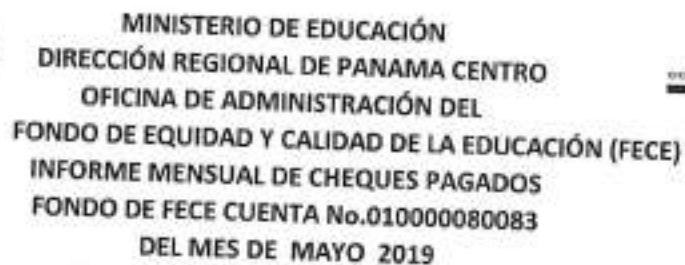 MINISTERIO DE EDUCACIÓN
DIRECCIÓN REGIONAL DE PANAMA CENTRO
OFICINA DE ADMINISTRACIÓN DEL
FONDO DE EQUIDAD Y CALIDAD DE LA EDUCACIÓN (FECE)
INFORME MENSUAL DE CHEQUES PAGADOS
FONDO DE FECE CUENTA No.010000080083
DEL MES DE MAYO 2019